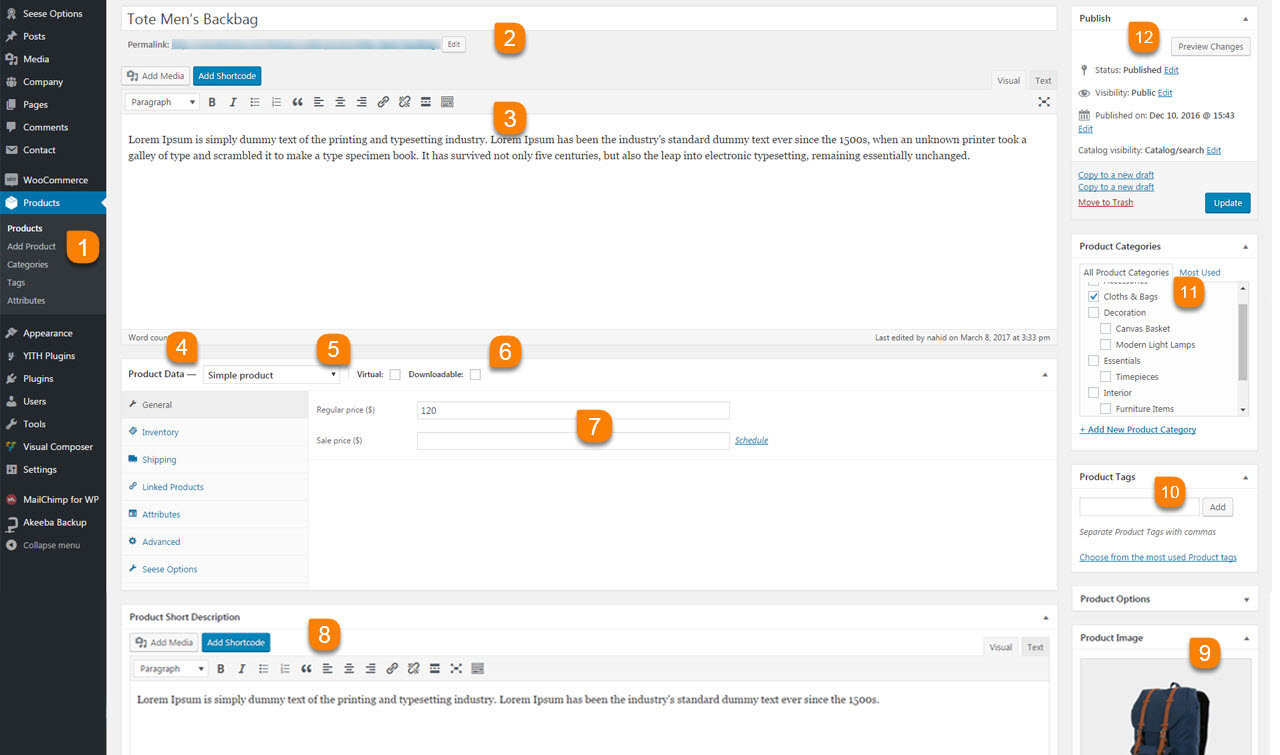 Seese Options
Posts
Media
Company
Pages
Comments
Contact
WooCommerce
Products
Products
Add Product
Categories
Tags
Attributes
1
Appearance
YITH Plugins
Plugins
Users
Tools
Visual Composer
Settings
MailChimp for WP
Akeeba Backup
Collapse menu
Tote Men's Backbag
Permalink:
Edit
2
Add Media
Add Shortcode
Visual
Text
Paragraph
B
I
3
Lorem Ipsum is simply dummy text of the printing and typesetting industry. Lorem Ipsum has been the industry's standard dummy text ever since the 1500s, when an unknown printer took a
galley of type and scrambled it to make a type specimen book. It has survived not only five centuries, but also the leap into electronic typesetting, remaining essentially unchanged.
Word
Last edited by nahid on March 8, 2017 at 3:33 pm
4
5
6
Product Data —
Simple product
Virtual:
Downloadable:
General
Inventory
Shipping
Linked Products
Attributes
Advanced
Seese Options
Regular price ($)
120
7
Sale price ($)
Schedule
Product Short Description
8
Add Media
Add Shortcode
Visual
Text
Paragraph
B
I
Lorem Ipsum is simply dummy text of the printing and typesetting industry. Lorem Ipsum has been the industry's standard dummy text ever since the 1500s.
Publish
12
Preview Changes
Status: Published Edit
Visibility: Public Edit
Published on: Dec 10, 2016 @ 15:43
Edit
Catalog visibility: Catalog/search Edit
Copy to a new draft
Copy to a new draft
Move to Trash
Update
Product Categories
All Product Categories
Most Used
11
Accessories
Cloths & Bags
Decoration
Canvas Basket
Modern Light Lamps
Essentials
Timepieces
Interior
Furniture Items
+ Add New Product Category
Product Tags
10
Add
Separate Product Tags with commas
Choose from the most used Product tags
Product Options
Product Image
9